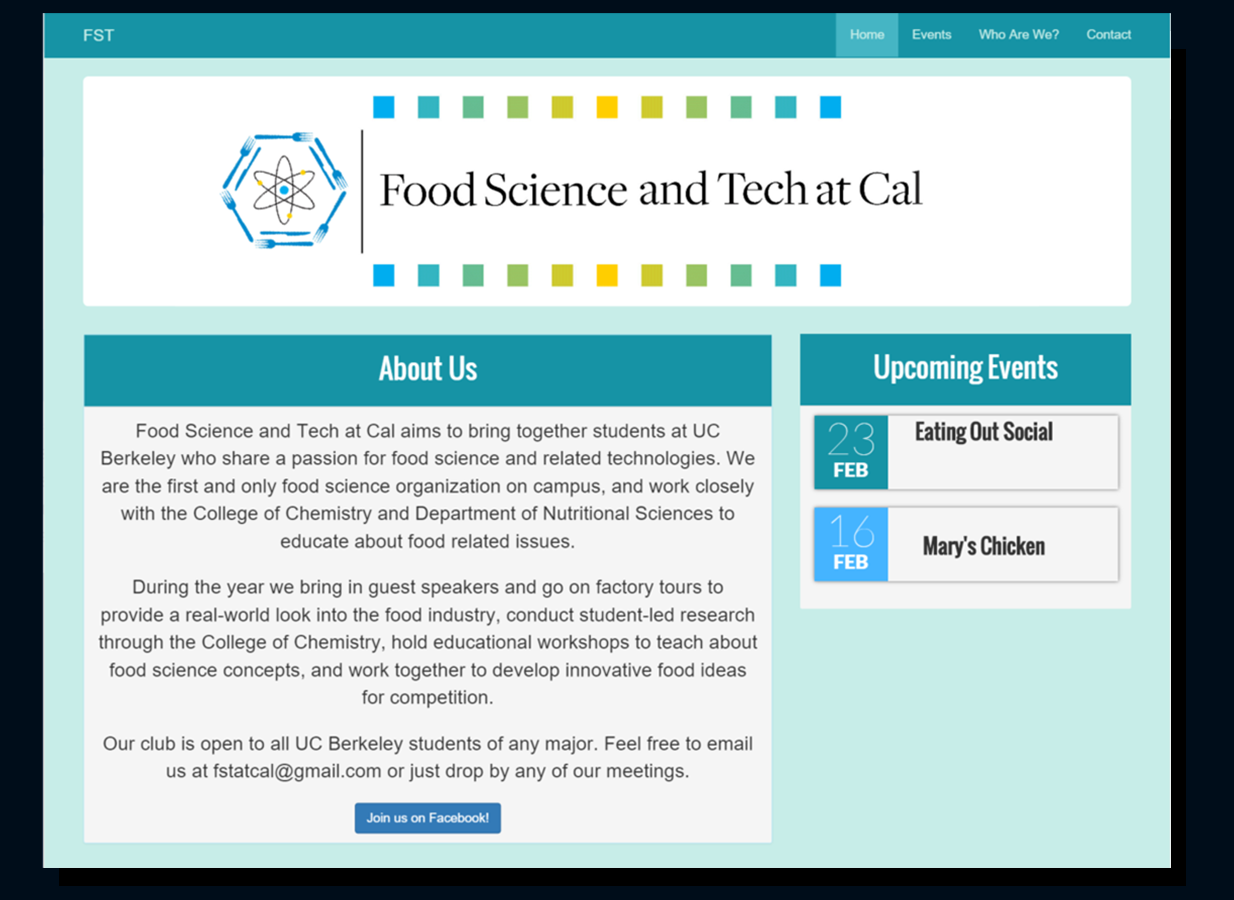 FST
Home
Events
Who Are We?
Contact
Food Science and Tech at Cal
About Us
Food Science and Tech at Cal aims to bring together students at UC
Berkeley who share a passion for food science and related technologies. We
are the first and only food science organization on campus, and work closely
with the College of Chemistry and Department of Nutritional Sciences to
educate about food related issues.
During the year we bring in guest speakers and go on factory tours to
provide a real-world look into the food industry, conduct student-led research
through the College of Chemistry, hold educational workshops to teach about
food science concepts, and work together to develop innovative food ideas
for competition.
Our club is open to all UC Berkeley students of any major. Feel free to email
us at fstatcal@gmail.com or just drop by any of our meetings.
Join us on Facebook!
Upcoming Events
23
FEB
Eating Out Social
16
FEB
Mary's Chicken